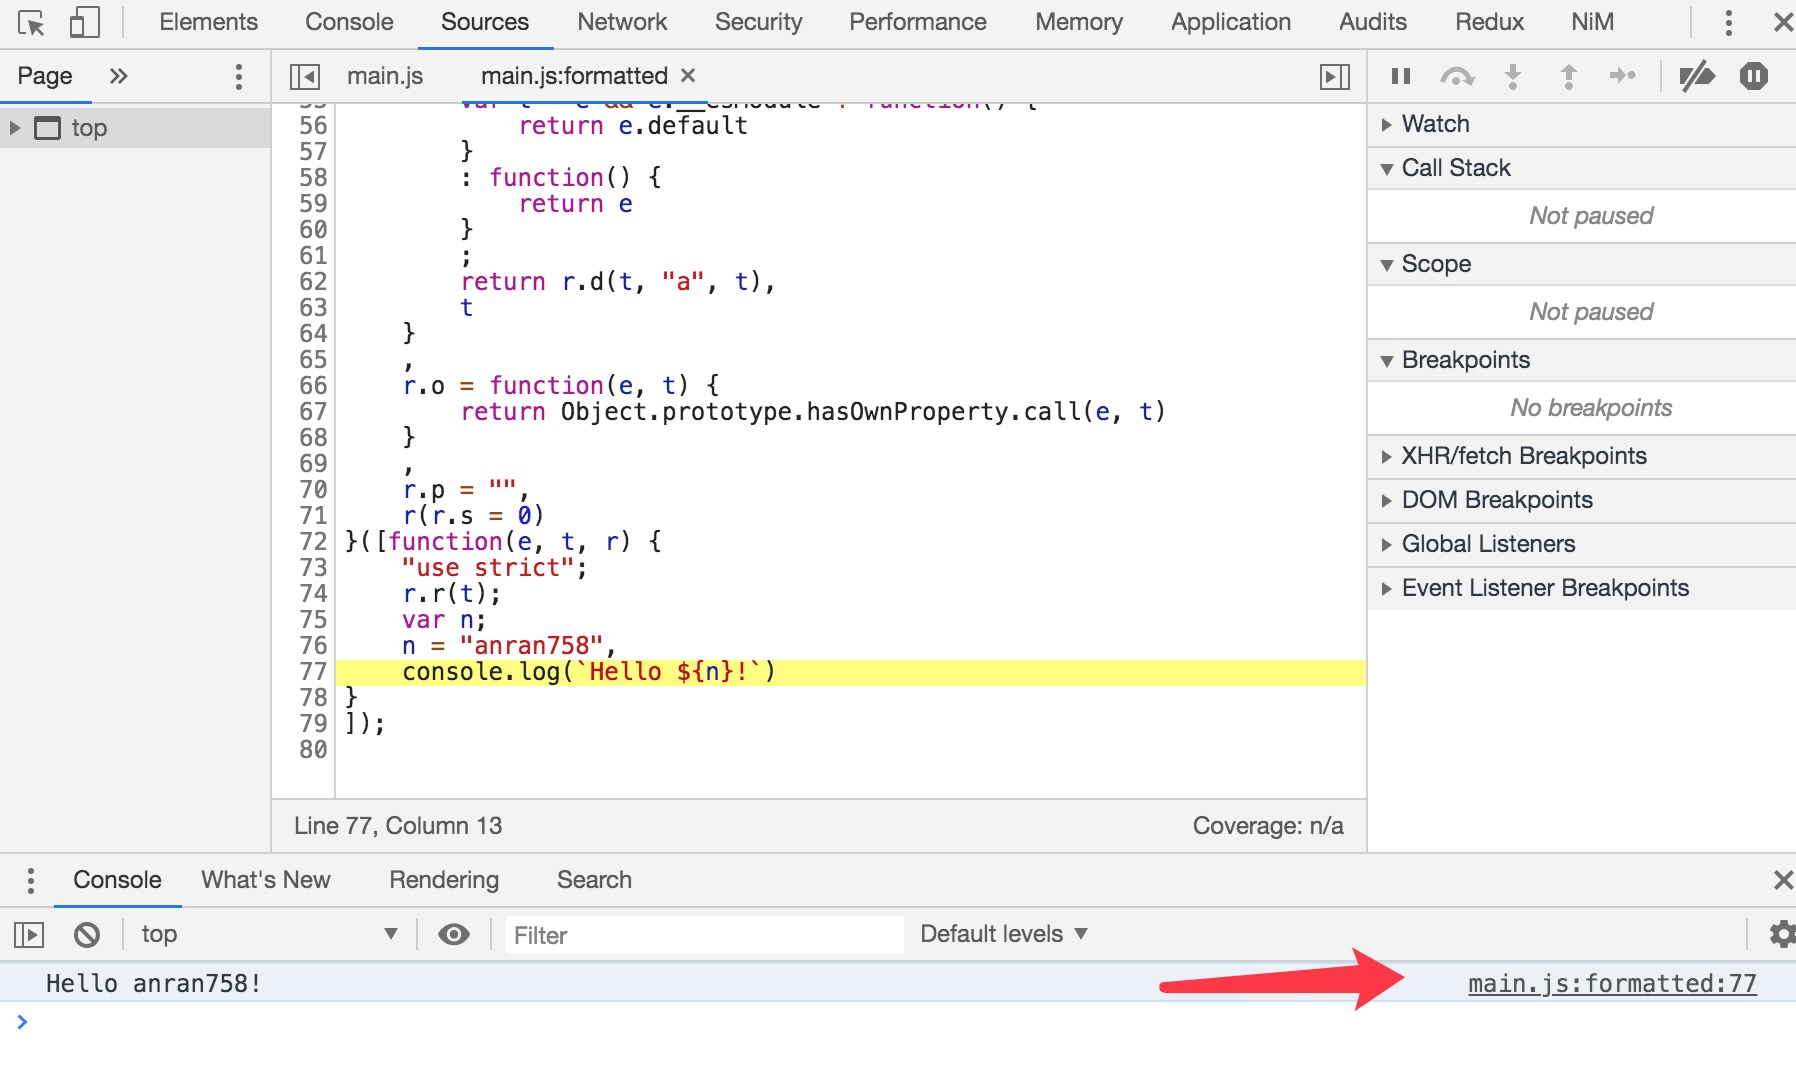 Elements Console Sources Network Security Performance Memory Application Audits Redux NiM
Page » main.js main.js:formatted ×
top
56 return e.default
57 }
58 : function() {
59 return e
60 }
61 ;
62 return r.d(t, "a", t),
63 t
64 }
65 ,
66 r.o = function(e, t) {
67 return Object.prototype.hasOwnProperty.call(e, t)
68 }
69 ,
70 r.p = "",
71 r(r.s = 0)
72 }([function(e, t, r) {
73 "use strict";
74 r.r(t);
75 var n;
76 n = "anran758",
77 console.log(`Hello ${n}!`)
78 }
79 ]);
80
Line 77, Column 13 Coverage: n/a
Watch
Call Stack
Not paused
Scope
Not paused
Breakpoints
No breakpoints
XHR/fetch Breakpoints
DOM Breakpoints
Global Listeners
Event Listener Breakpoints
Console What's New Rendering Search
top Filter Default levels
Hello anran758! main.js:formatted:77